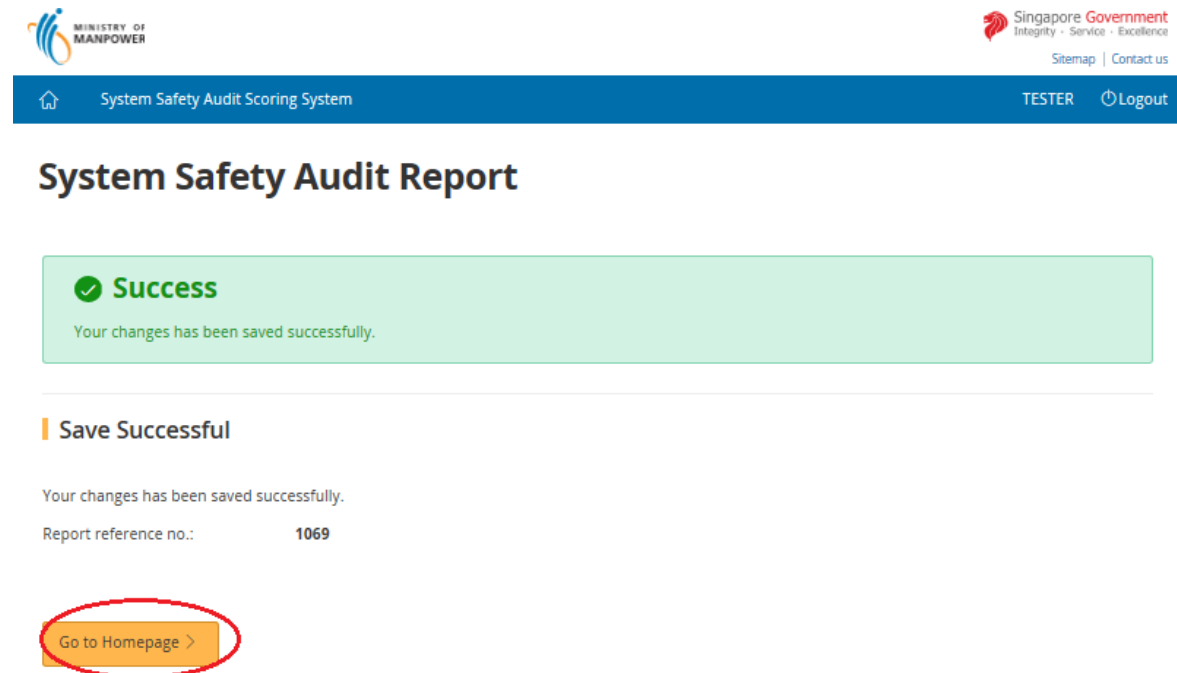 MINISTRY OF
MANPOWER
Singapore Government
Integrity · Service · Excellence
Sitemap | Contact us
System Safety Audit Scoring System
TESTER
Logout
System Safety Audit Report
Success
Your changes has been saved successfully.
Save Successful
Your changes has been saved successfully.
Report reference no.: 1069
Go to Homepage >